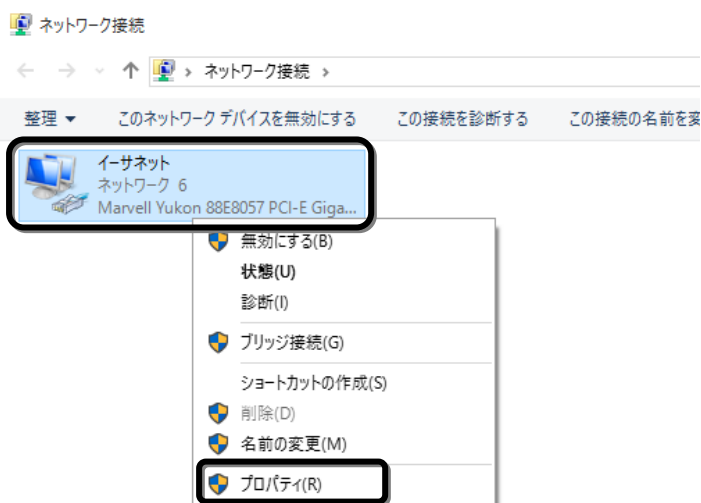 ネットワーク接続
ネットワーク接続
整理 このネットワーク デバイスを無効にする この接続を診断する この接続の名前を変
イーサネット
ネットワーク 6
Marvell Yukon 88E8057 PCI-E Giga...
無効にする(B)
状態(U)
診断(I)
ブリッジ接続(G)
ショートカットの作成(S)
削除(D)
名前の変更(M)
プロパティ(R)